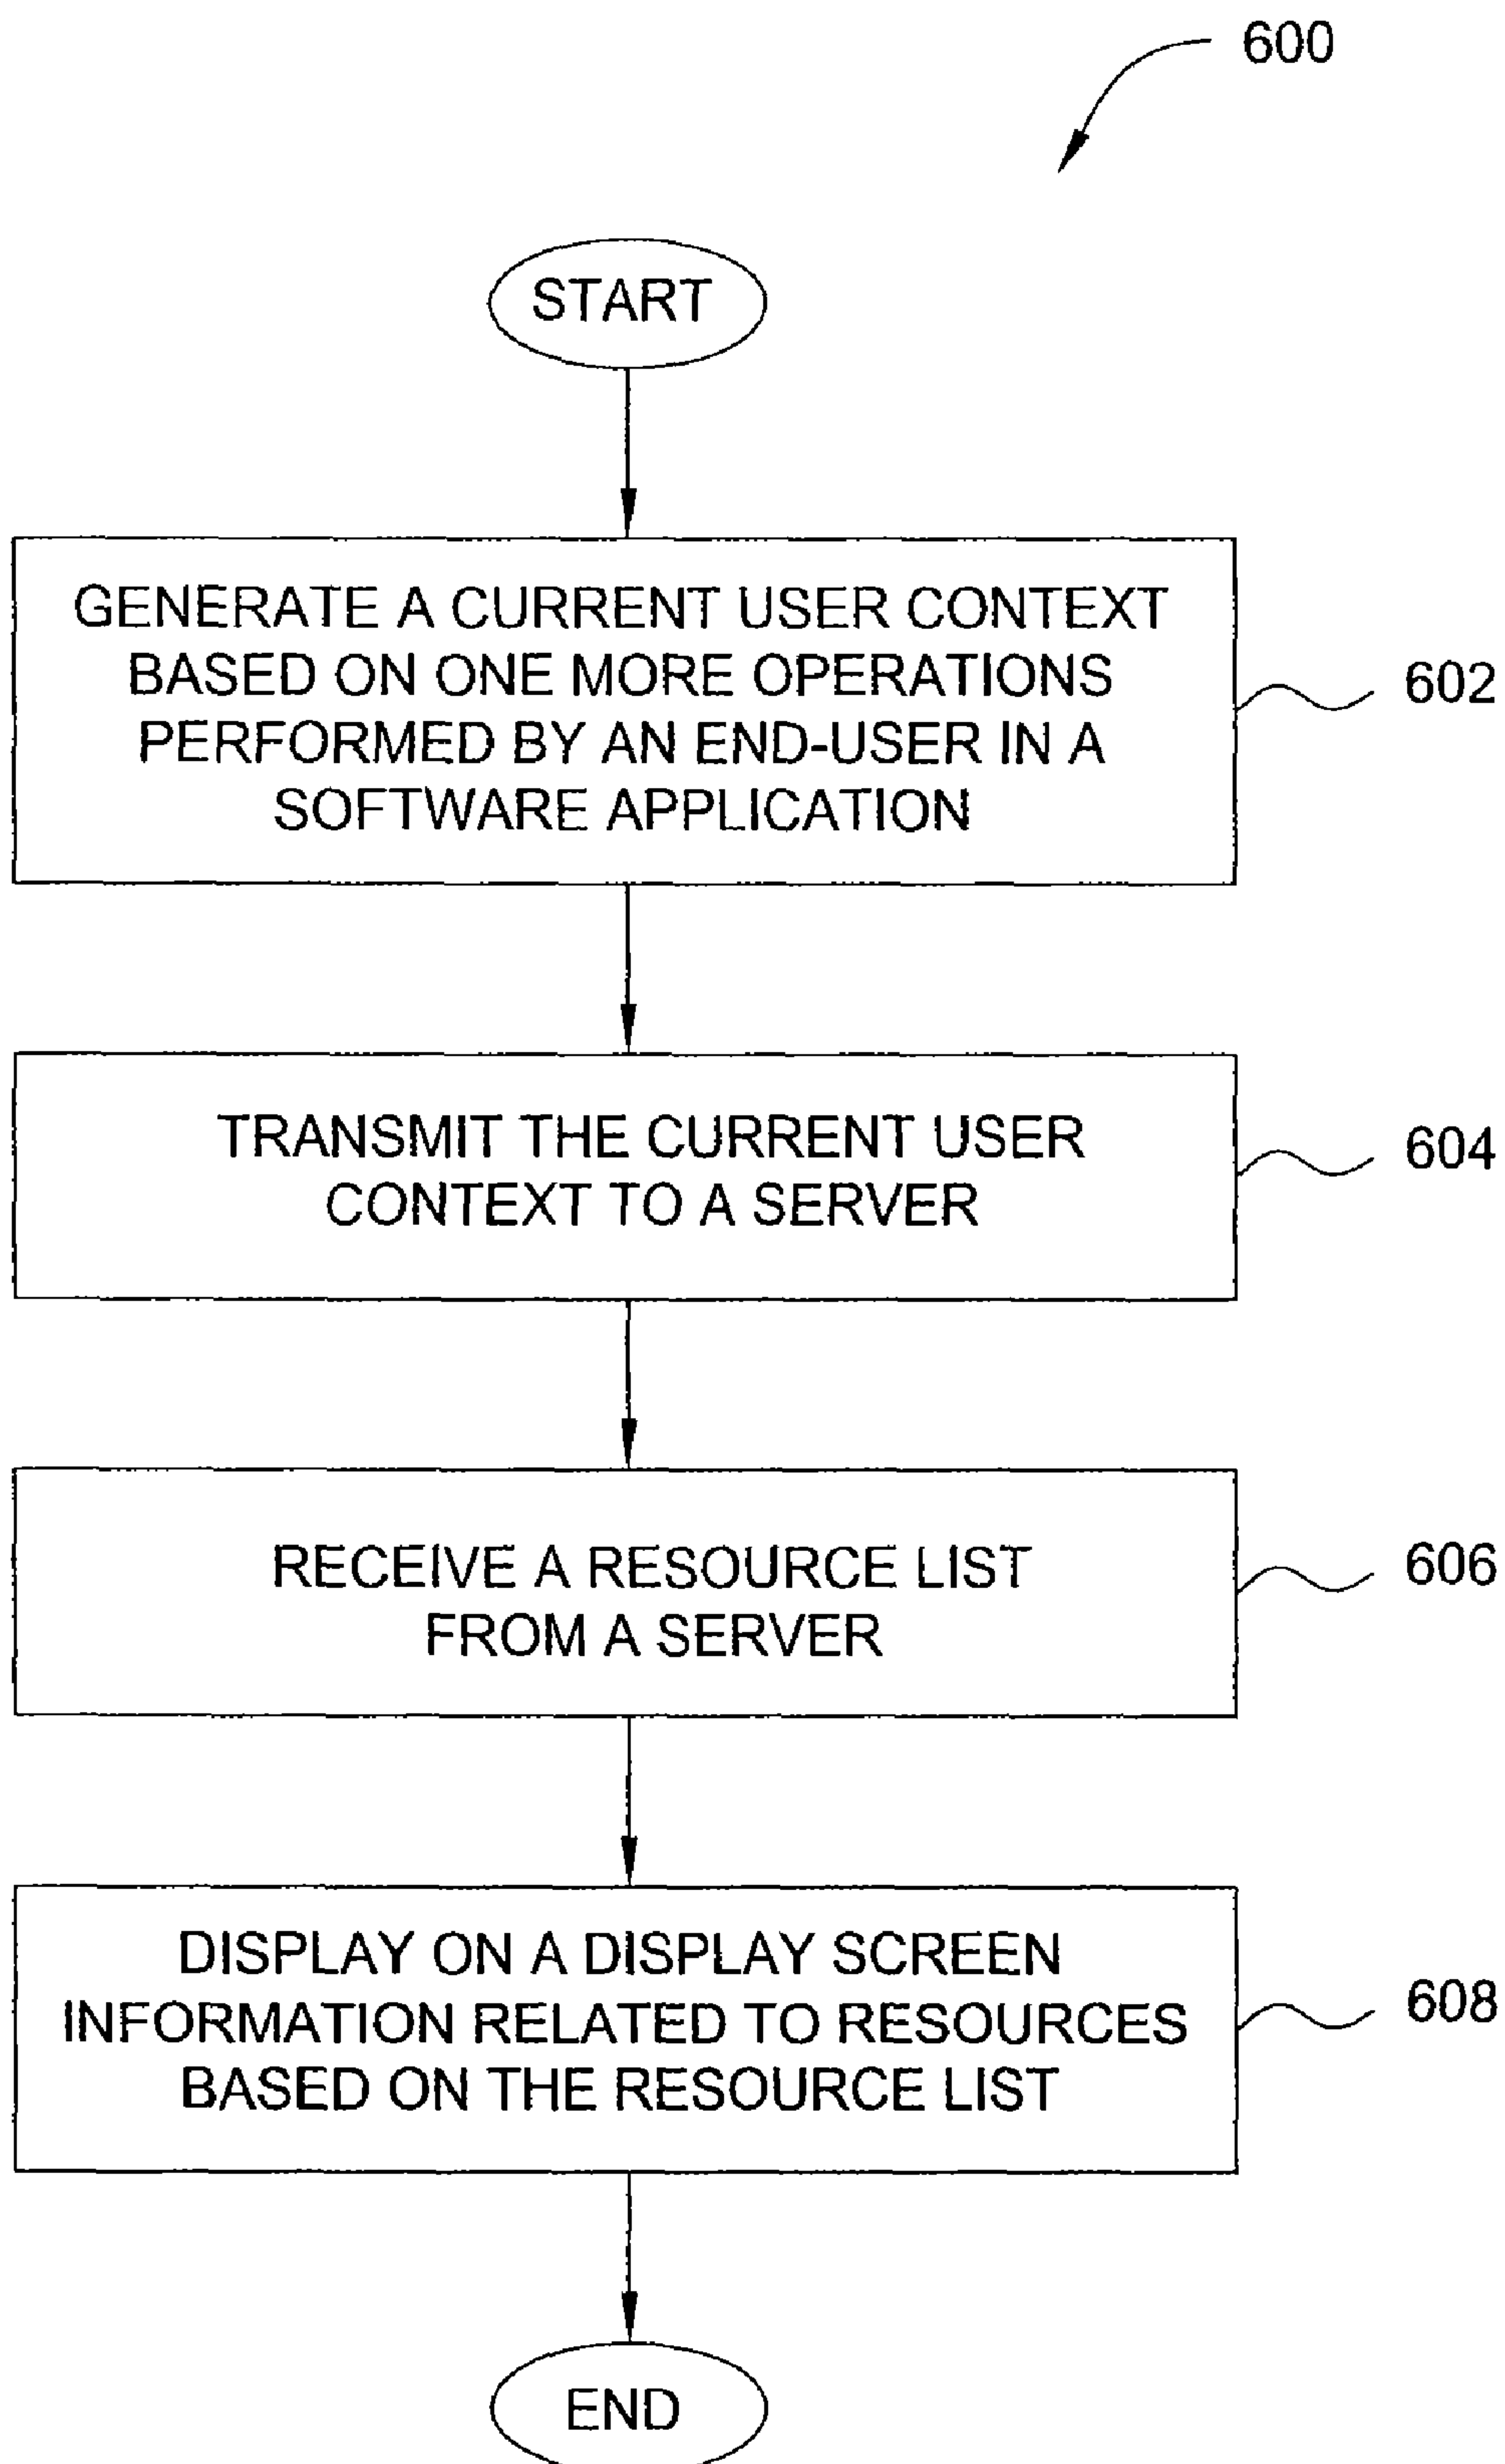 600
START
GENERATE A CURRENT USER CONTEXT
BASED ON ONE MORE OPERATIONS
PERFORMED BY AN END-USER IN A
SOFTWARE APPLICATION
602
TRANSMIT THE CURRENT USER
CONTEXT TO A SERVER
604
RECEIVE A RESOURCE LIST
FROM A SERVER
606
DISPLAY ON A DISPLAY SCREEN
INFORMATION RELATED TO RESOURCES
BASED ON THE RESOURCE LIST
608
END